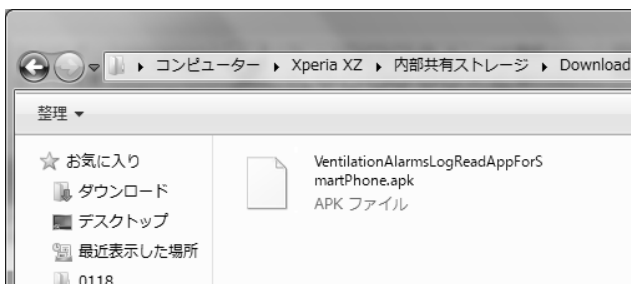 コンピューター ▸ Xperia XZ ▸ 内部共有ストレージ ▸ Download
整理 ▼
お気に入り
ダウンロード
デスクトップ
最近表示した場所
0118
VentilationAlarmsLogReadAppForS
martPhone.apk
APK ファイル